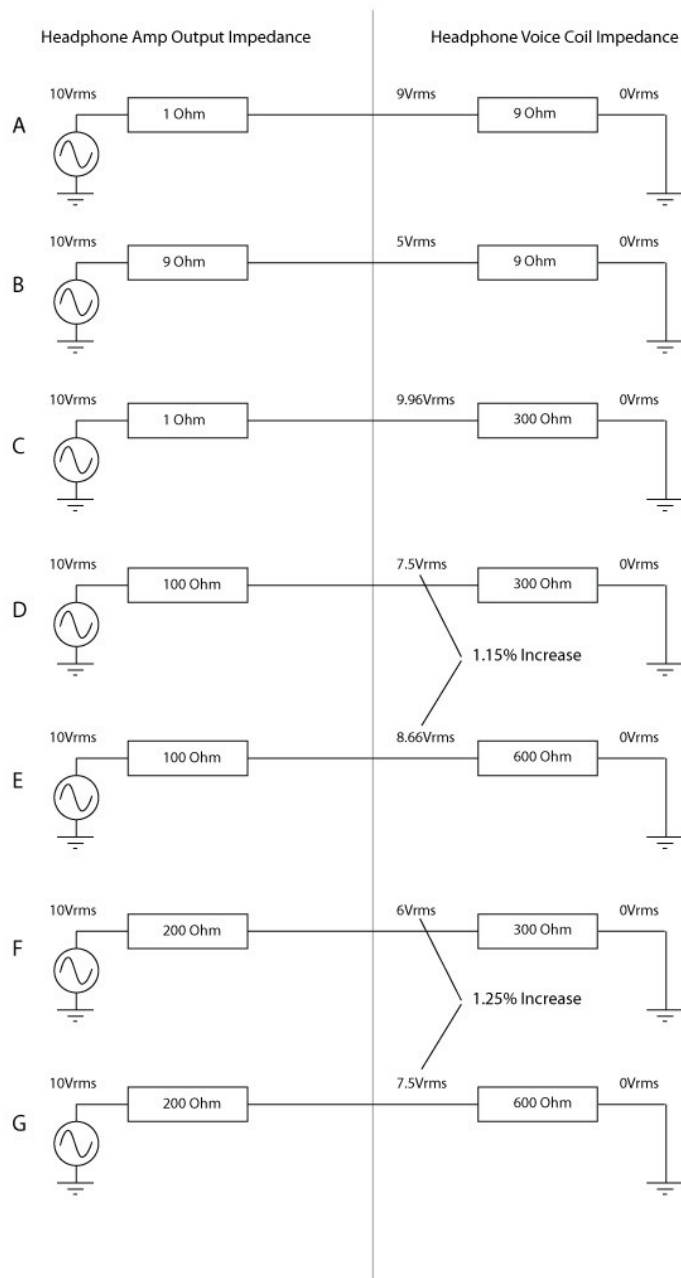 Headphone Amp Output Impedance
Headphone Voice Coil Impedance
10Vrms
9Vrms
0Vrms
A
1 Ohm
9 Ohm
10Vrms
5Vrms
0Vrms
B
9 Ohm
9 Ohm
10Vrms
9.96Vrms
0Vrms
C
1 Ohm
300 Ohm
10Vrms
7.5Vrms
0Vrms
D
100 Ohm
300 Ohm
1.15% Increase
10Vrms
8.66Vrms
0Vrms
E
100 Ohm
600 Ohm
10Vrms
6Vrms
0Vrms
F
200 Ohm
300 Ohm
1.25% Increase
10Vrms
7.5Vrms
0Vrms
G
200 Ohm
600 Ohm